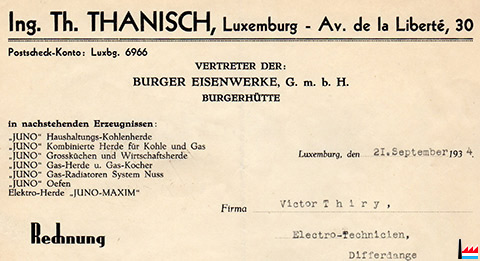 Ing. Th. THANISCH, Luxemburg - Av. de la Liberté, 30
Postscheck-Konto: Luxbg. 6966
VERTRETER DER:
BURGER EISENWERKE, G. m. b. H.
BURGERHÜTTE
in nachstehenden Erzeugnissen:
„JUNO" Haushaltungs-Kohlenherde
„JUNO" Kombinierte Herde für Kohle und Gas
„JUNO" Grossküchen und Wirtschaftsherde
„JUNO" Gas-Herde u. Gas-Kocher
„JUNO" Gas-Radiatoren System Nuss
„JUNO" Oefen
Elektro-Herde „JUNO-MAXIM"
Luxemburg, den 21.September 1934
Firma Victor Thiry,
Electro-Technicien,
Differdange
Rechnung